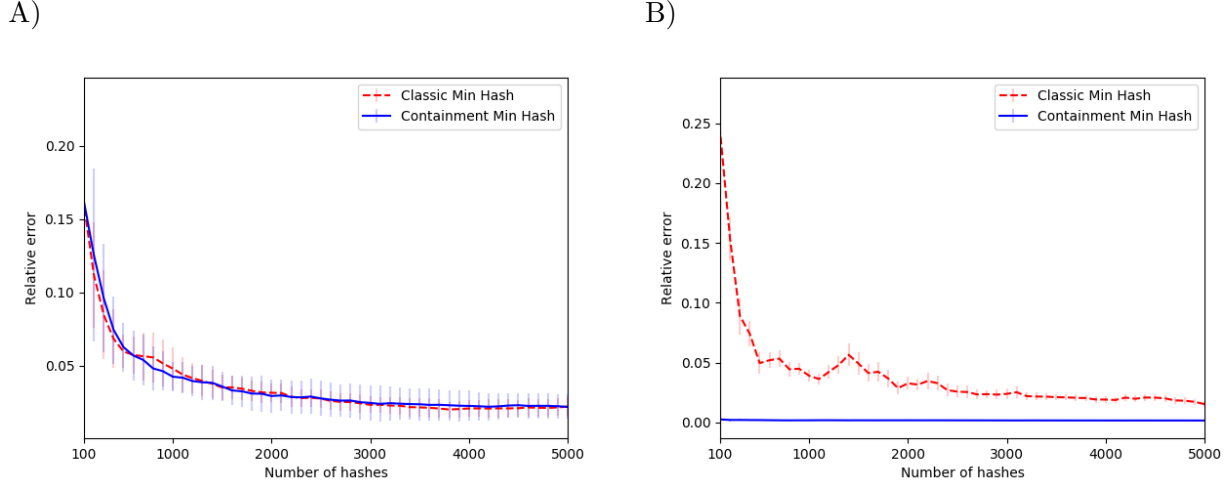 A)
0.20
0.15
0.10
0.05
Relative error
100 1000 2000 3000 4000 5000
Number of hashes
Classic Min Hash
Containment Min Hash
B)
0.25
0.20
0.15
0.10
0.05
0.00
Relative error
100 1000 2000 3000 4000 5000
Number of hashes
Classic Min Hash
Containment Min Hash